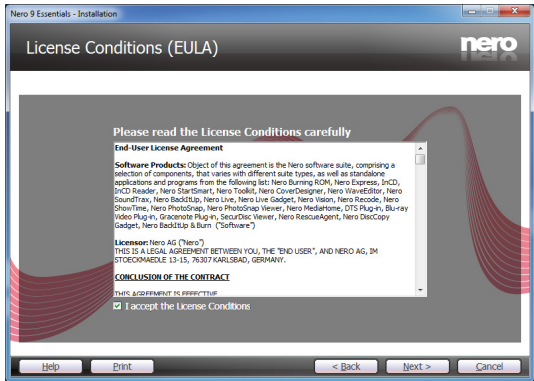 Nero 9 Essentials - Installation
License Conditions (EULA)
nero
Please read the License Conditions carefully
End-User License Agreement
Software Products: Object of this agreement is the Nero software suite, comprising a
selection of components, that varies with different suite types, as well as standalone
applications and programs from the following list: Nero Burning ROM, Nero Express, InCD,
InCD Reader, Nero StartSmart, Nero Toolkit, Nero CoverDesigner, Nero WaveEditor, Nero
SoundTrax, Nero BackItUp, Nero Live, Nero Live Gadget, Nero Vision, Nero Recode, Nero
ShowTime, Nero PhotoSnap, Nero PhotoSnap Viewer, Nero MediaHome, DTS Plug-in, Blu-ray
Video Plug-in, Gracenote Plug-in, SecurDisc Viewer, Nero RescueAgent, Nero DiscCopy
Gadget, Nero BackItUp & Burn ("Software")
Licensor: Nero AG ("Nero")
THIS IS A LEGAL AGREEMENT BETWEEN YOU, THE "END USER", AND NERO AG, IM
STOECKMAEDLE 13-15, 76307 KARLSBAD, GERMANY.
CONCLUSION OF THE CONTRACT
THIS AGREEMENT IS EFFECTIVE
I accept the License Conditions
Help Print < Back Next > Cancel